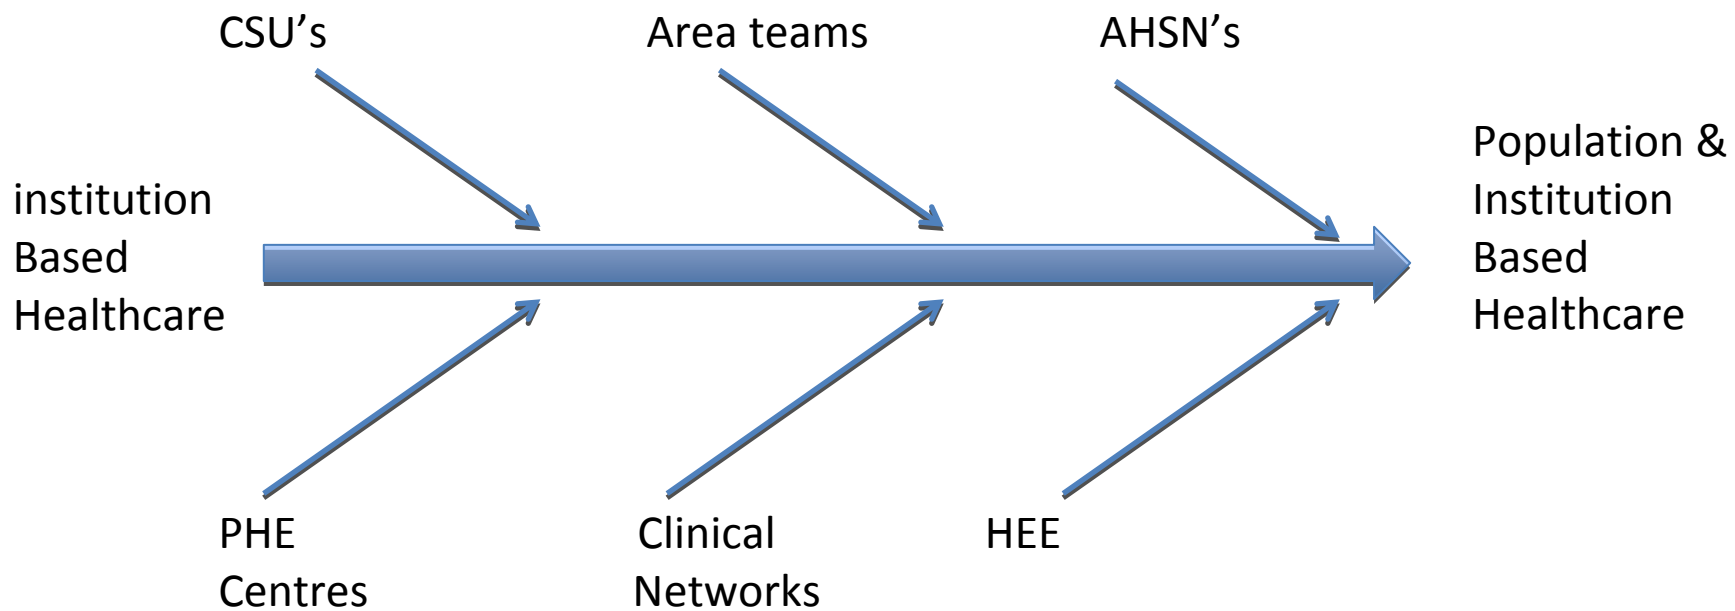 CSU’s
Area teams
AHSN’s
institution
Based
Healthcare
Population &
Institution
Based
Healthcare
PHE
Centres
Clinical
Networks
HEE